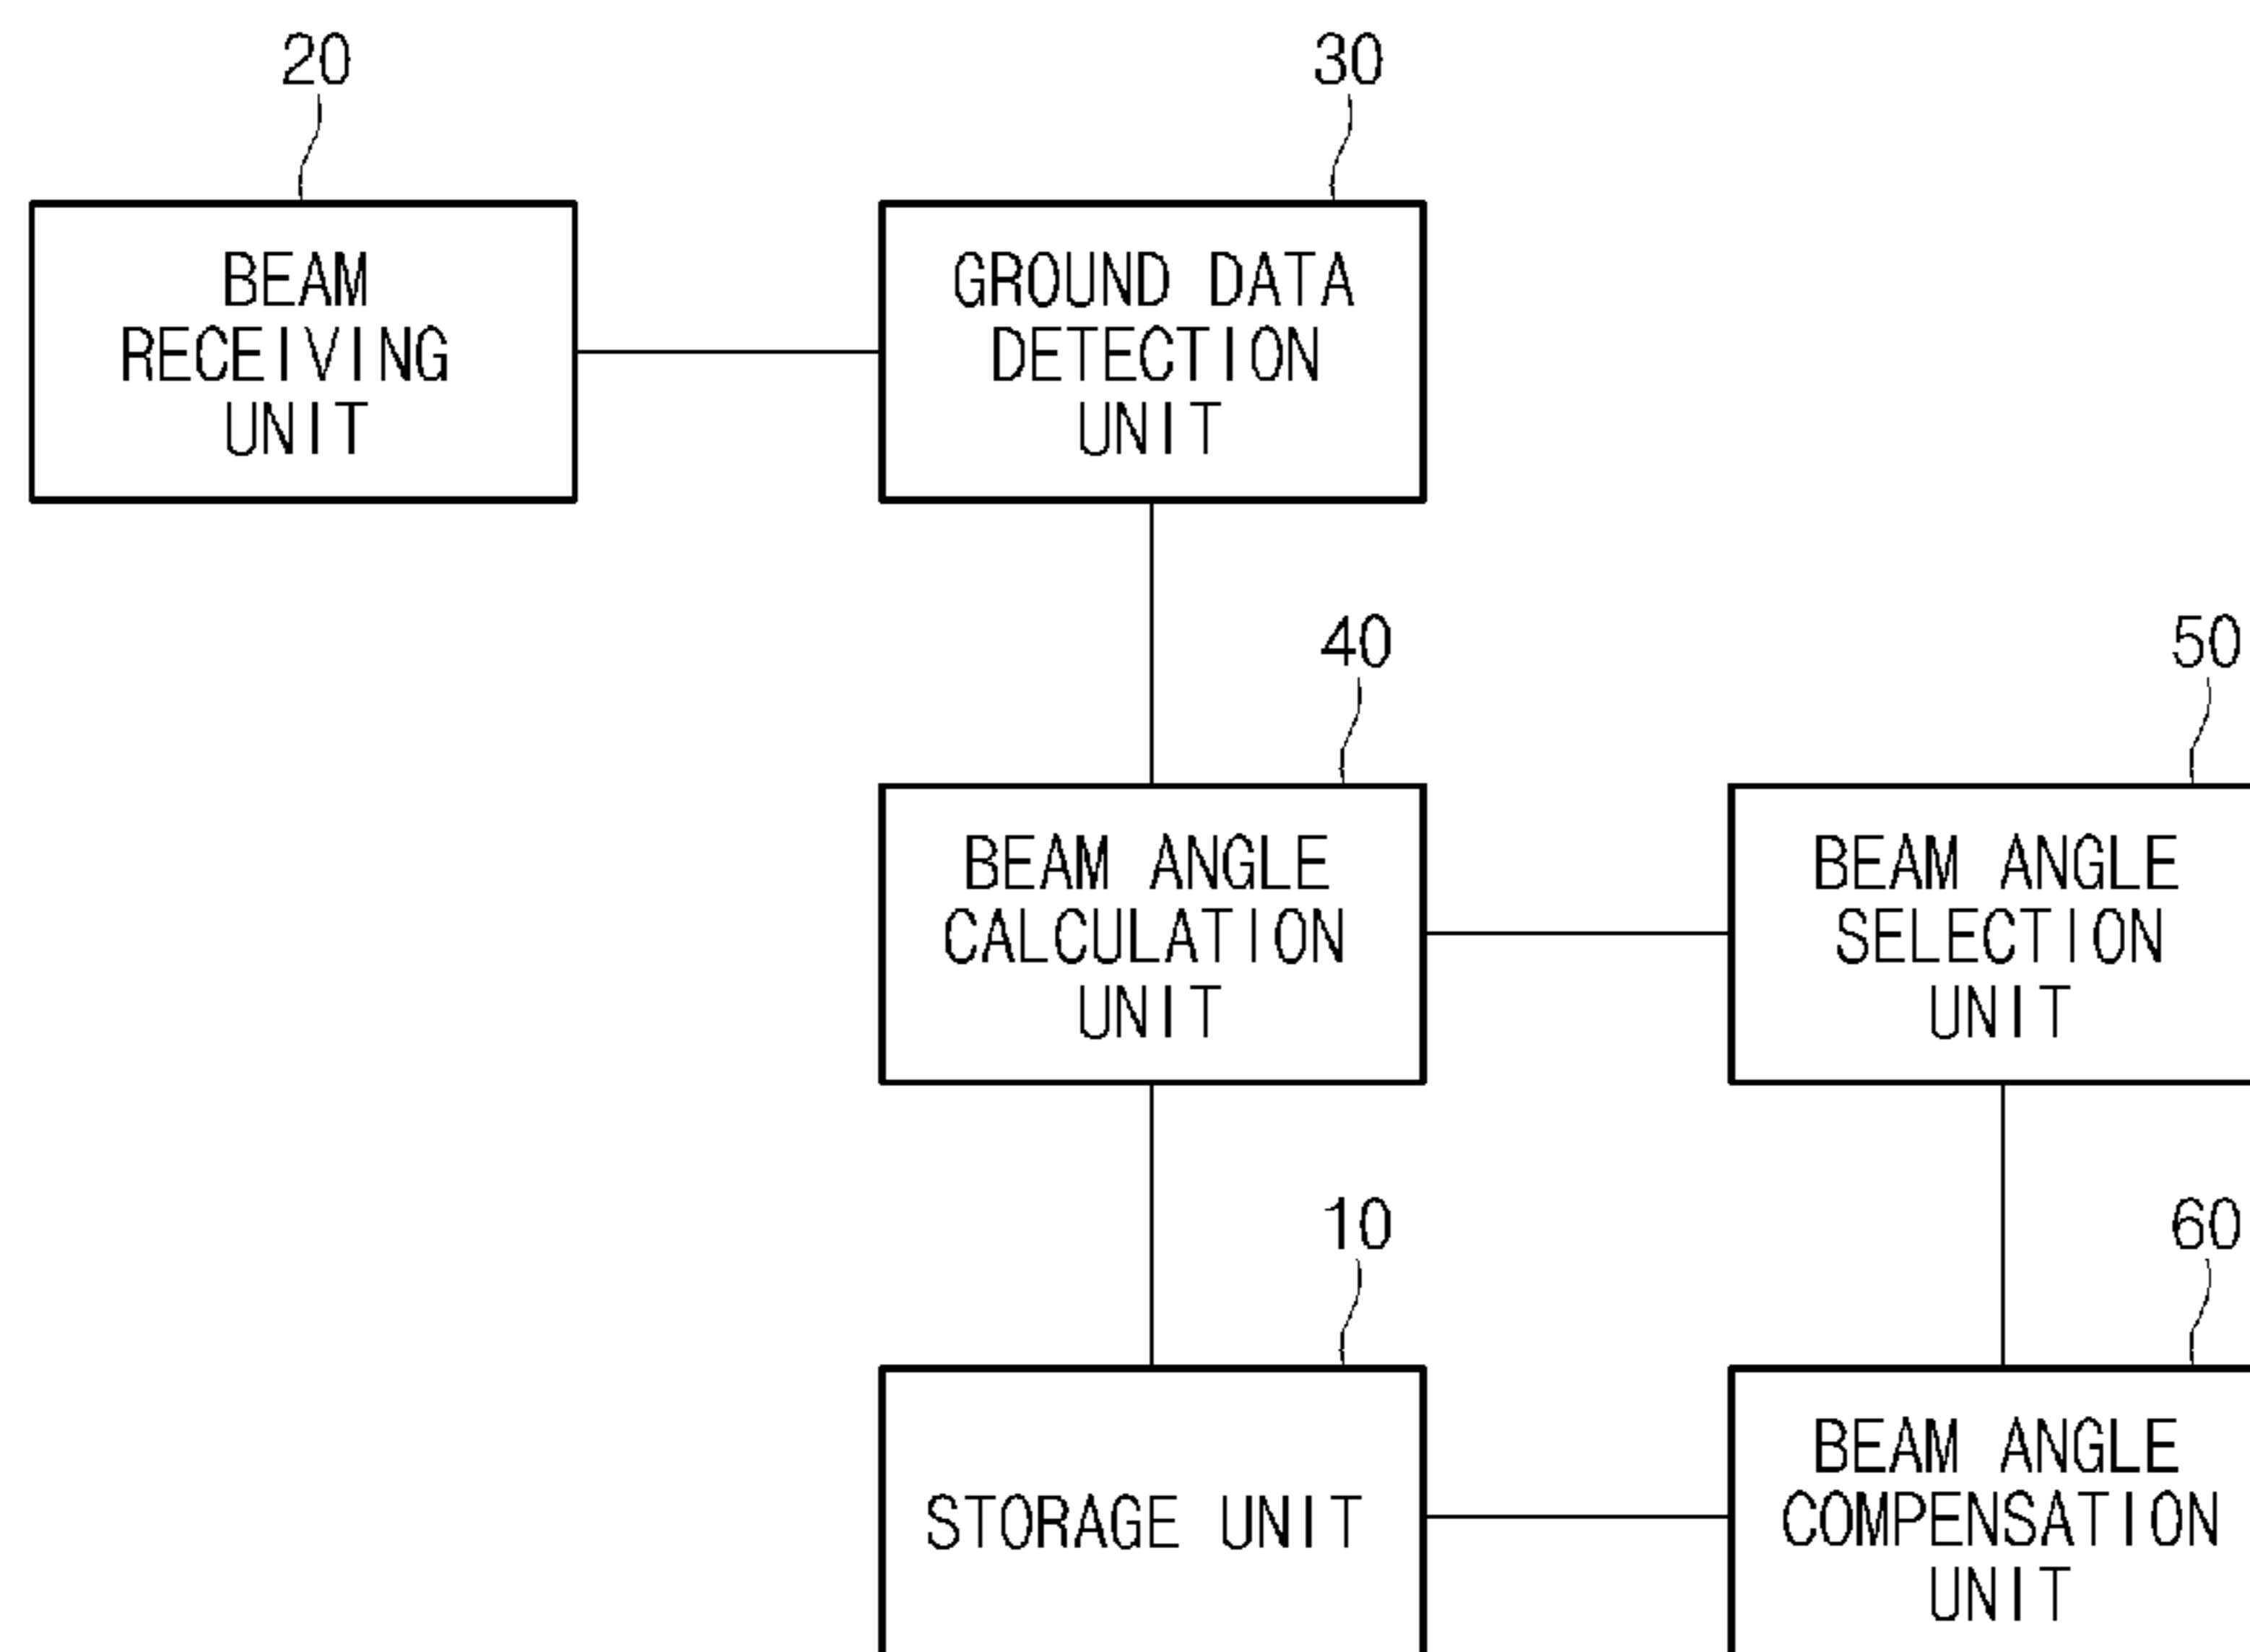 20
30
BEAM
RECEIVING
UNIT
GROUND DATA
DETECTION
UNIT
40
50
BEAM ANGLE
CALCULATION
UNIT
BEAM ANGLE
SELECTION
UNIT
10
60
STORAGE UNIT
BEAM ANGLE
COMPENSATION
UNIT